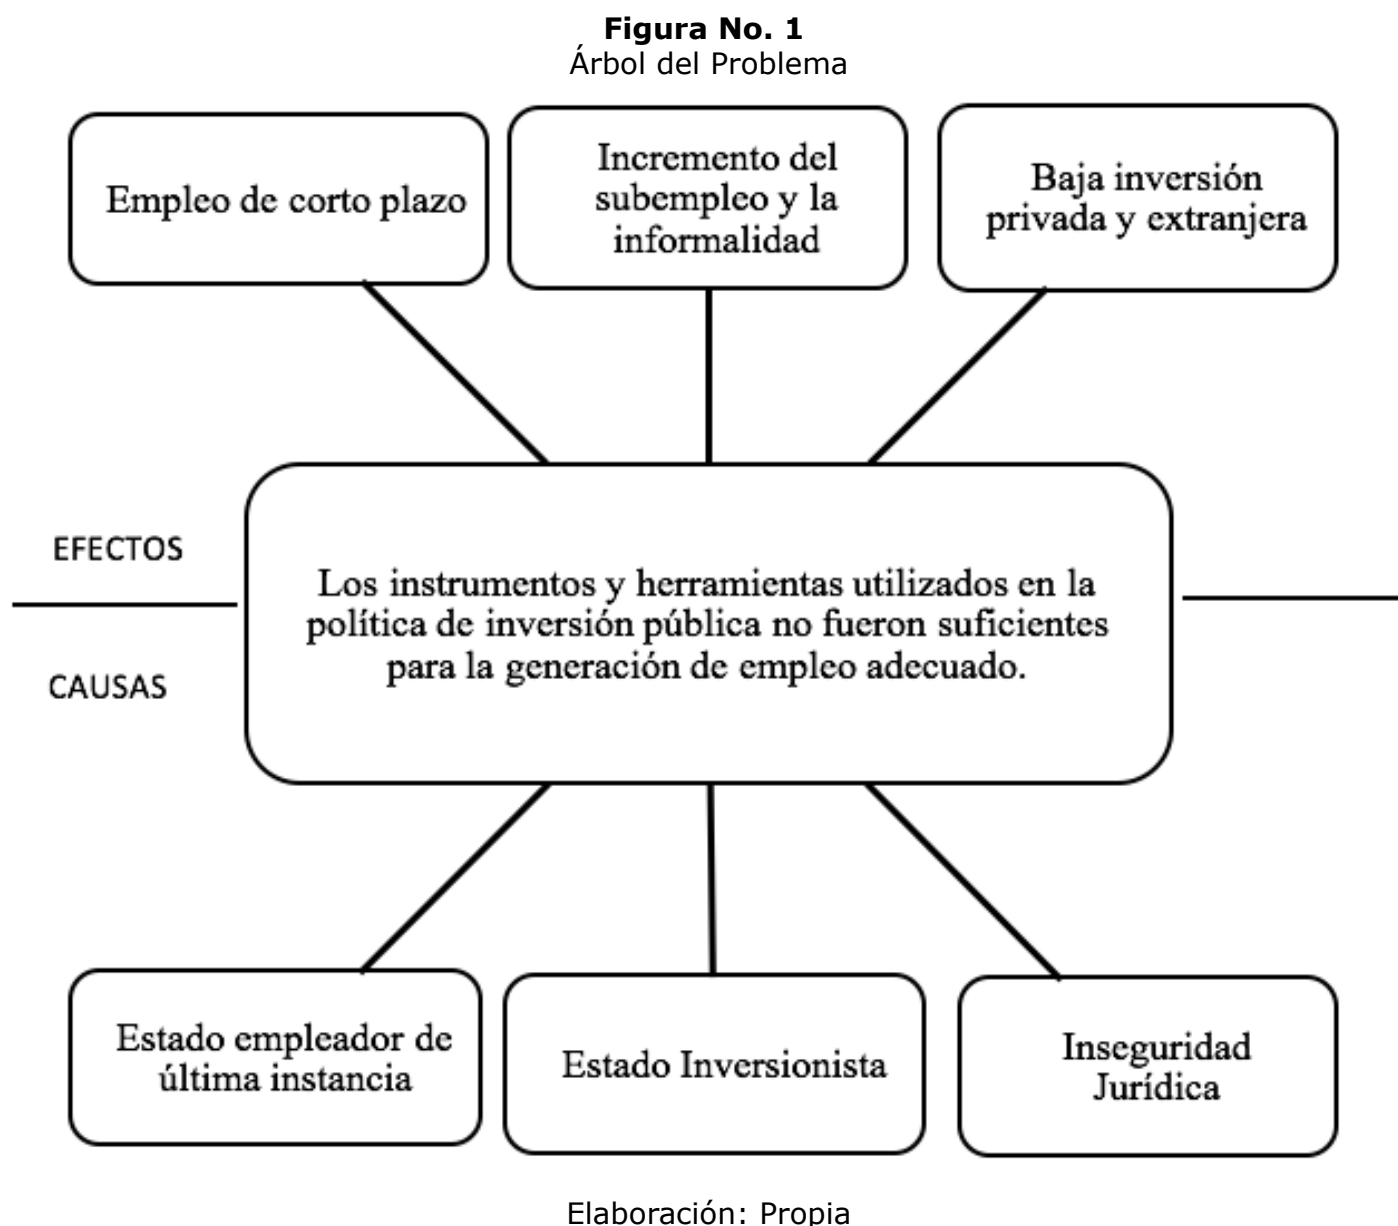 Figura No. 1
Árbol del Problema
Empleo de corto plazo
Incremento del
subempleo y la
informalidad
Baja inversión
privada y extranjera
EFECTOS
CAUSAS
Los instrumentos y herramientas utilizados en la
política de inversión pública no fueron suficientes
para la generación de empleo adecuado.
Estado empleador de
última instancia
Estado Inversionista
Inseguridad
Jurídica
Elaboración: Propia